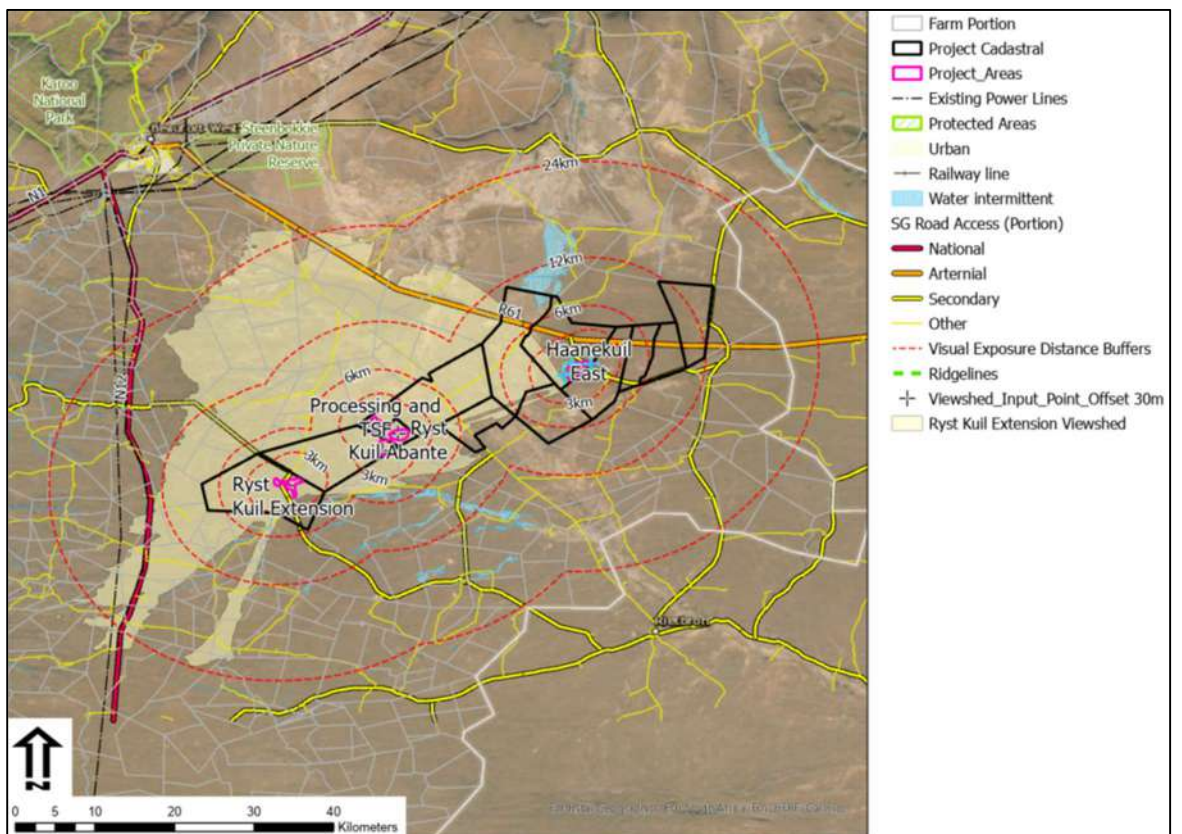 Farm Portion
Project Cadastral
Project_Areas
Existing Power Lines
Protected Areas
Urban
Railway line
Water intermittent
SG Road Access (Portion)
National
Arternial
Secondary
Other
Visual Exposure Distance Buffers
Ridgelines
Viewshed_Input_Point_Offset 30m
Ryst Kuil Extension Viewshed
Karoo
National
Park
Steenbokkie
Private Nature
Reserve
N1
24km
12km
R61
6km
Haanekuil
East
3km
N12
6km
Processing and
TSF
Ryst
Kuil Abante
3km
3km
Ryst
Kuil Extension
N
0 5 10 20 30 40
Kilometers